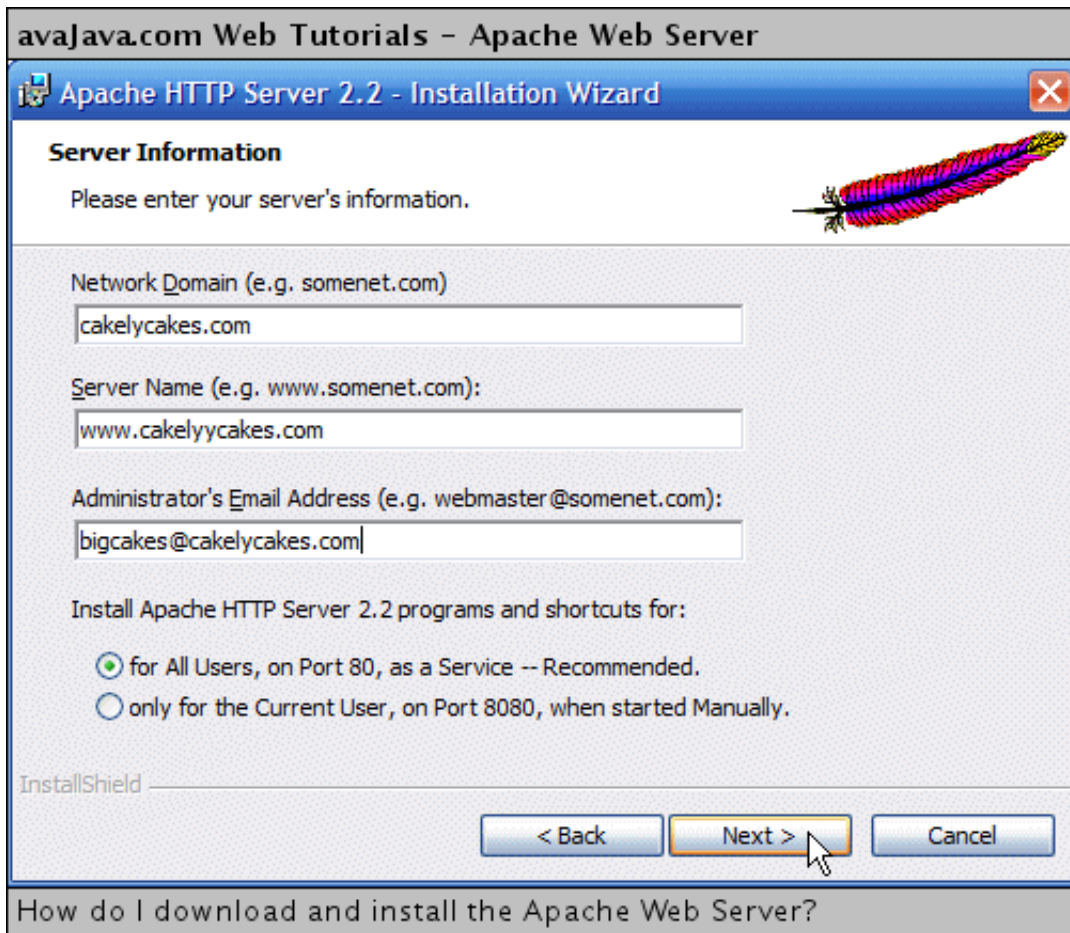 avaJava.com Web Tutorials - Apache Web Server
Apache HTTP Server 2.2 - Installation Wizard
Server Information
Please enter your server's information.
Network Domain (e.g. somenet.com)
cakelycakes.com
Server Name (e.g. www.somenet.com):
www.cakelyycakes.com
Administrator's Email Address (e.g. webmaster@somenet.com):
bigcakes@cakelycakes.com
Install Apache HTTP Server 2.2 programs and shortcuts for:
for All Users, on Port 80, as a Service -- Recommended.
only for the Current User, on Port 8080, when started Manually.
InstallShield
< Back Next > Cancel
How do I download and install the Apache Web Server?